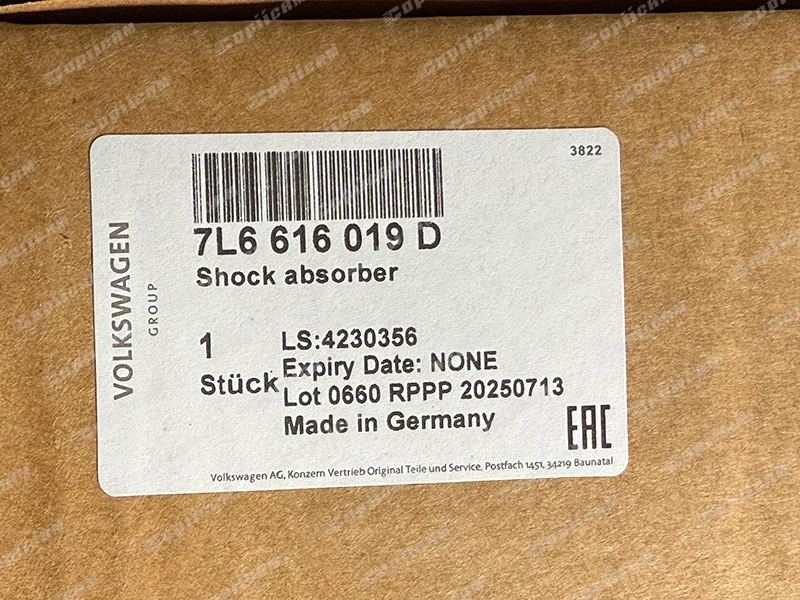 3822
7L6 616 019 D
Shock absorber
VOLKSWAGEN
GROUP
1
Stück
LS:4230356
Expiry Date: NONE
Lot 0660 RPPP 20250713
Made in Germany
EAC
Volkswagen AG, Konzern Vertrieb Original Teile und Service, Postfach 1451, 34219 Baunatal
SopiiCAM